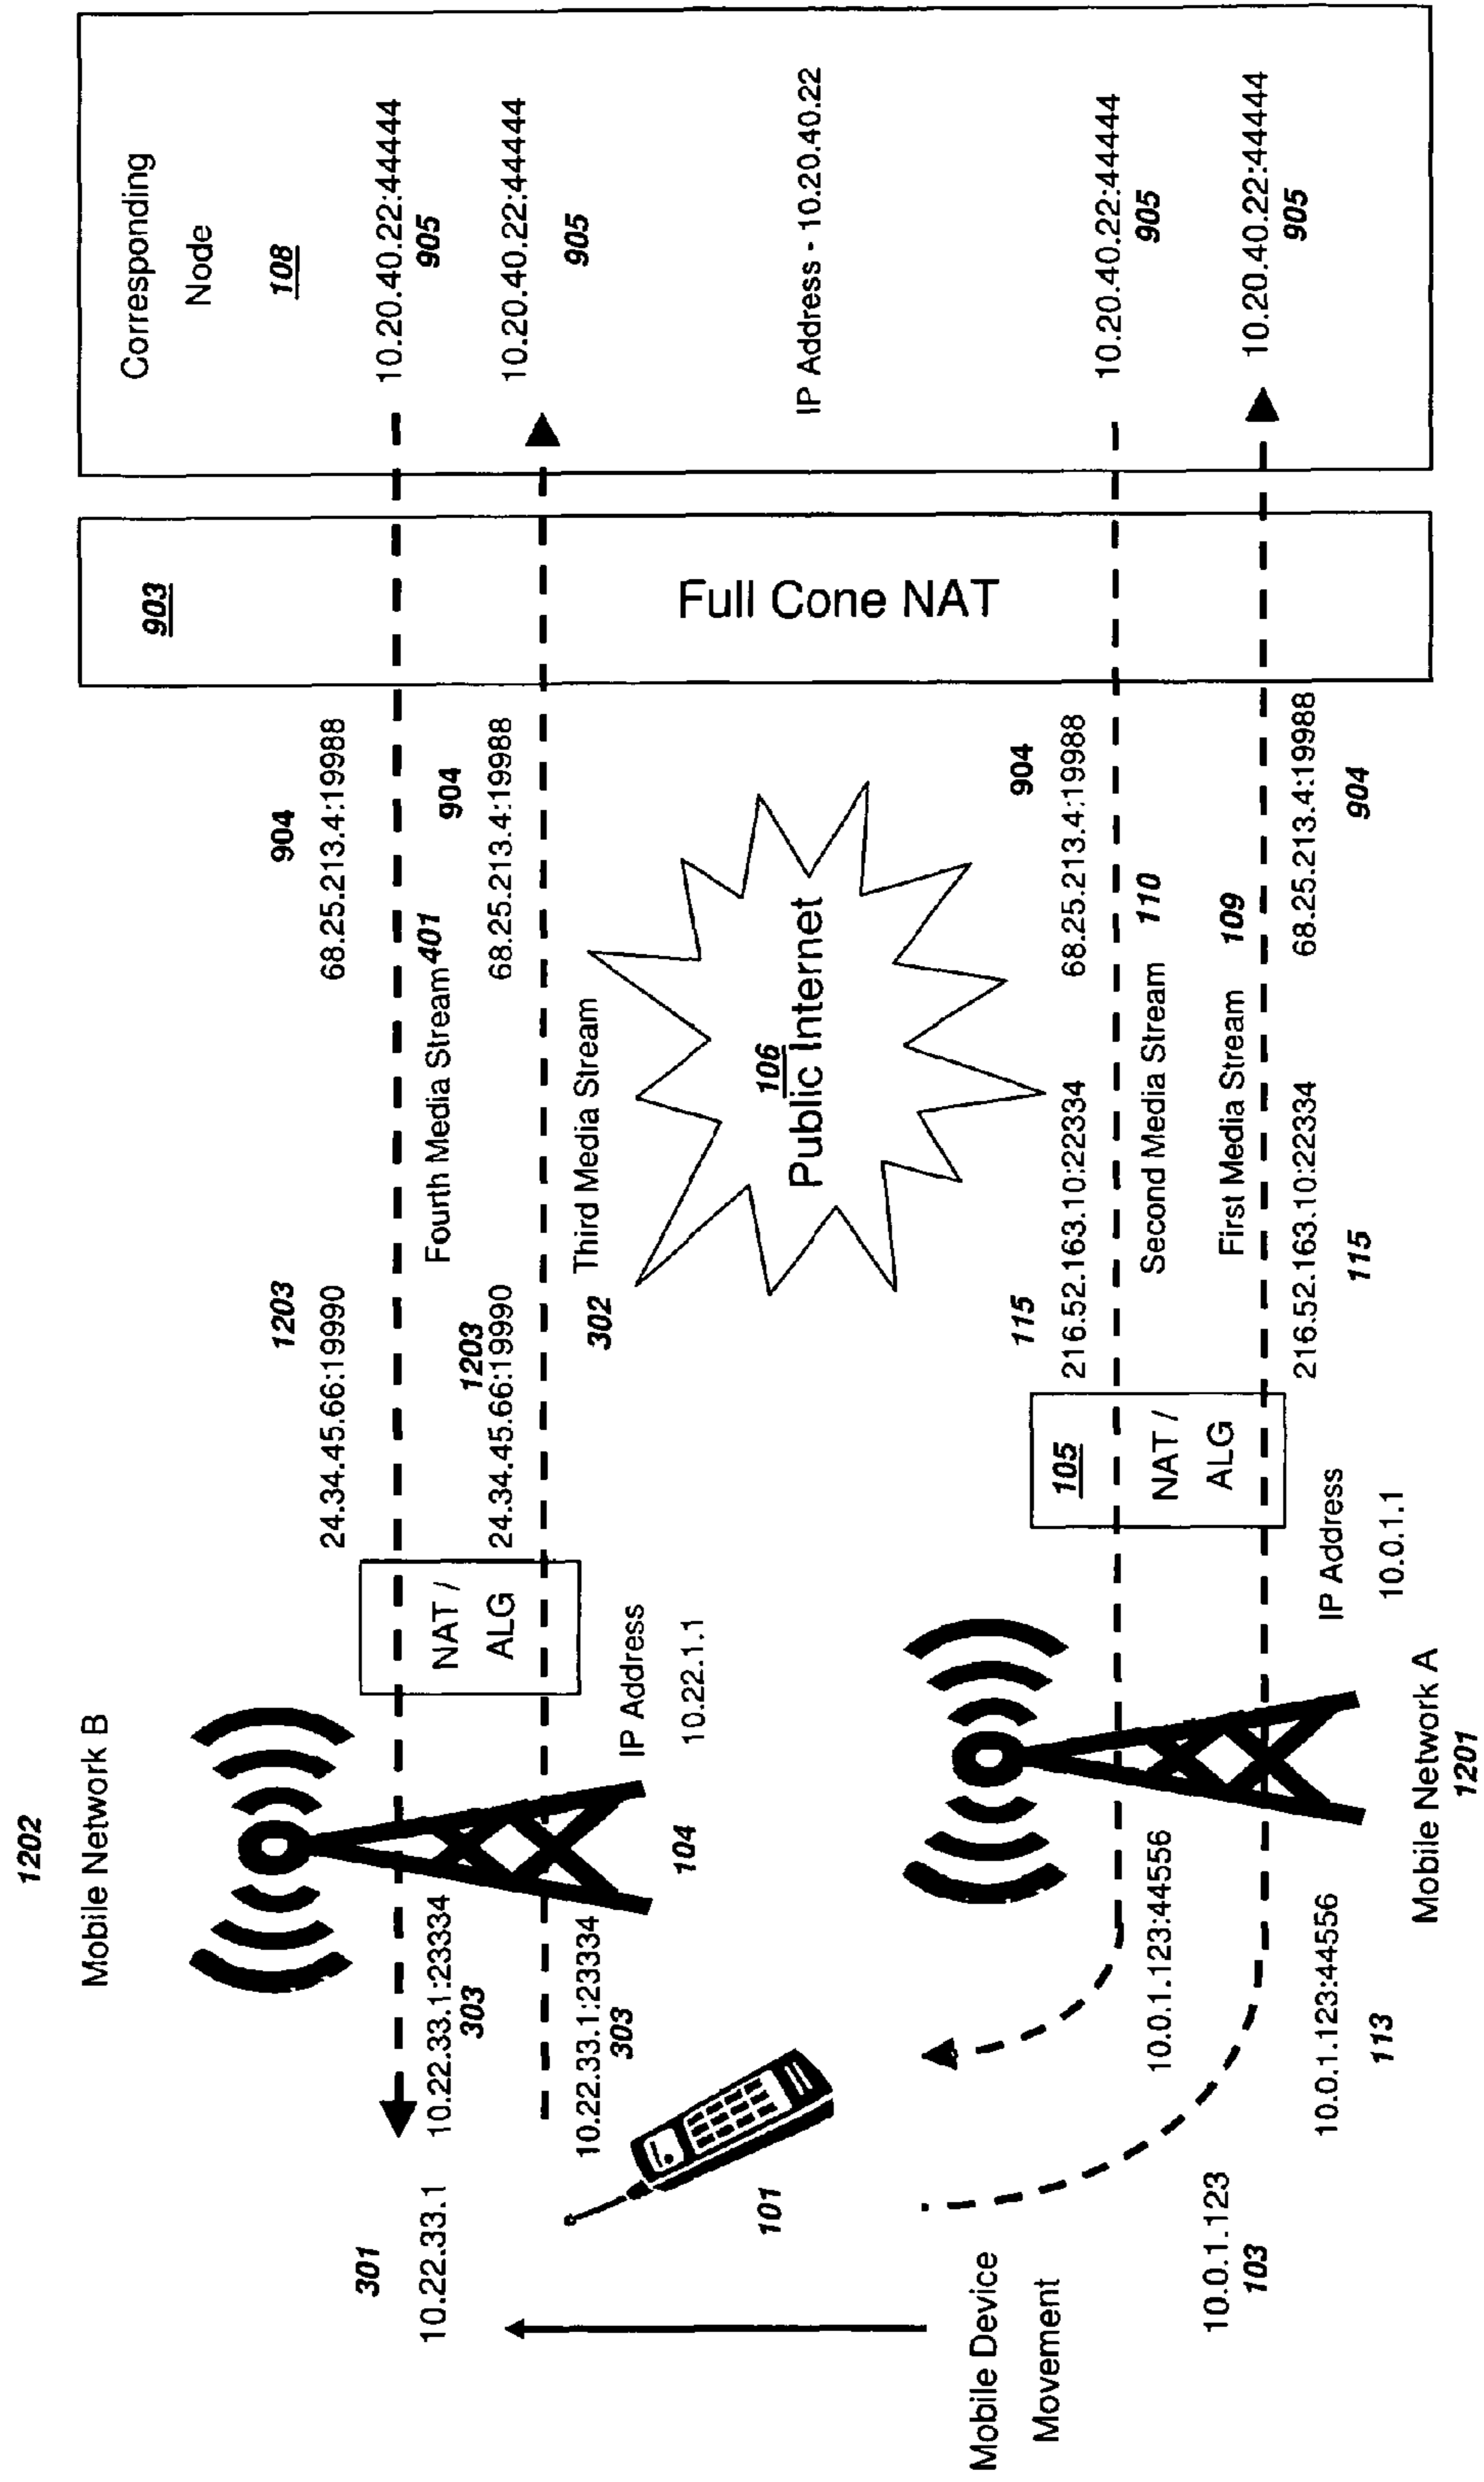 1202
Mobile Network B
Corresponding
Node
108
903
904
1203
68.25.213.4:19988
24.34.45.66:19990
10.20.40.22:44444
905
301
10.22.33.1
10.22.33.1:23334
303
NAT /
ALG
Fourth Media Stream 401
904
1203
24.34.45.66:19990
68.25.213.4:19988
10.20.40.22:44444
905
10.22.33.1:23334
303
Third Media Stream
302
IP Address
10.22.1.1
104
101
106
Public Internet
Full Cone NAT
IP Address - 10.20.40.22
Mobile Device
Movement
904
115
216.52.163.10:22334
68.25.213.4:19988
10.20.40.22:44444
905
105
NAT /
ALG
10.0.1.123:44556
Second Media Stream 110
First Media Stream 109
10.0.1.123
103
10.0.1.123:44556
113
216.52.163.10:22334
115
68.25.213.4:19988
904
10.20.40.22:44444
905
IP Address
10.0.1.1
Mobile Network A
1201